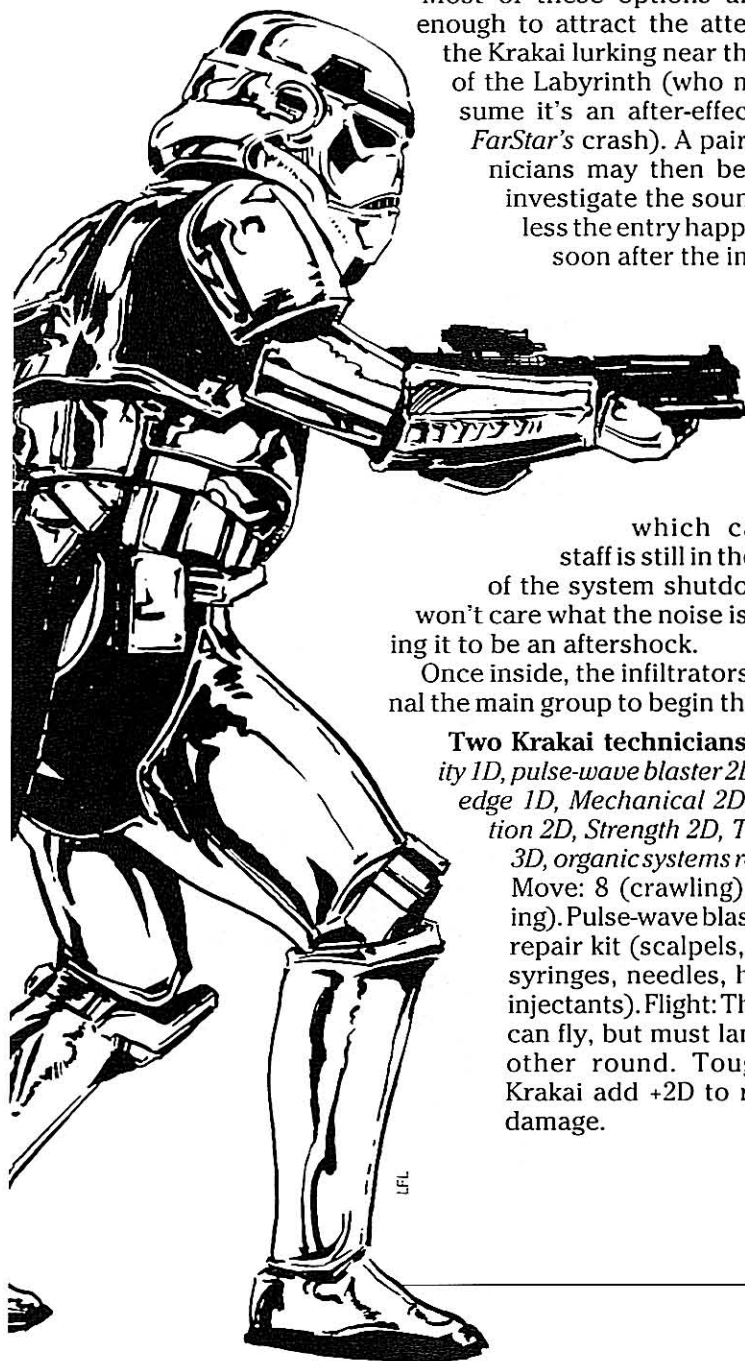 Most of these options a
enough to attract the atte
the Krakai lurking near th
of the Labyrinth (who m
sume it's an after-effec
FarStar's crash). A pair
nicians may then be
investigate the soun
less the entry happ
soon after the in
which ca
staff is still in the
of the system shutdo
won't care what the noise is
ing it to be an aftershock.
Once inside, the infiltrators
nal the main group to begin th
Two Krakai technicians
ity 1D, pulse-wave blaster 2D
edge 1D, Mechanical 2D
tion 2D, Strength 2D, T
3D, organic systems r
Move: 8 (crawling)
ing). Pulse-wave blas
repair kit (scalpels,
syringes, needles, h
injectants). Flight: Th
can fly, but must lan
other round. Toug
Krakai add +2D to r
damage.
LFL